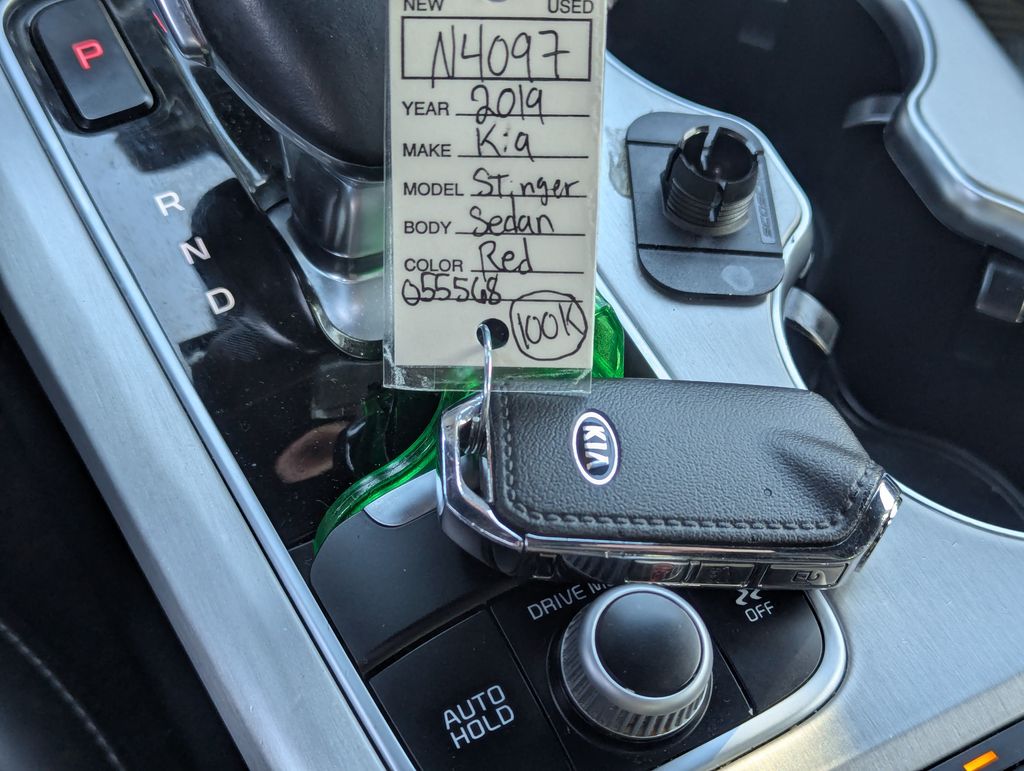 NEW USED
N4097
YEAR 2019
MAKE Kia
MODEL Stinger
BODY Sedan
COLOR Red
055568
100K
P
R
N
D
KIA
DRIVE M
OFF
AUTO
HOLD